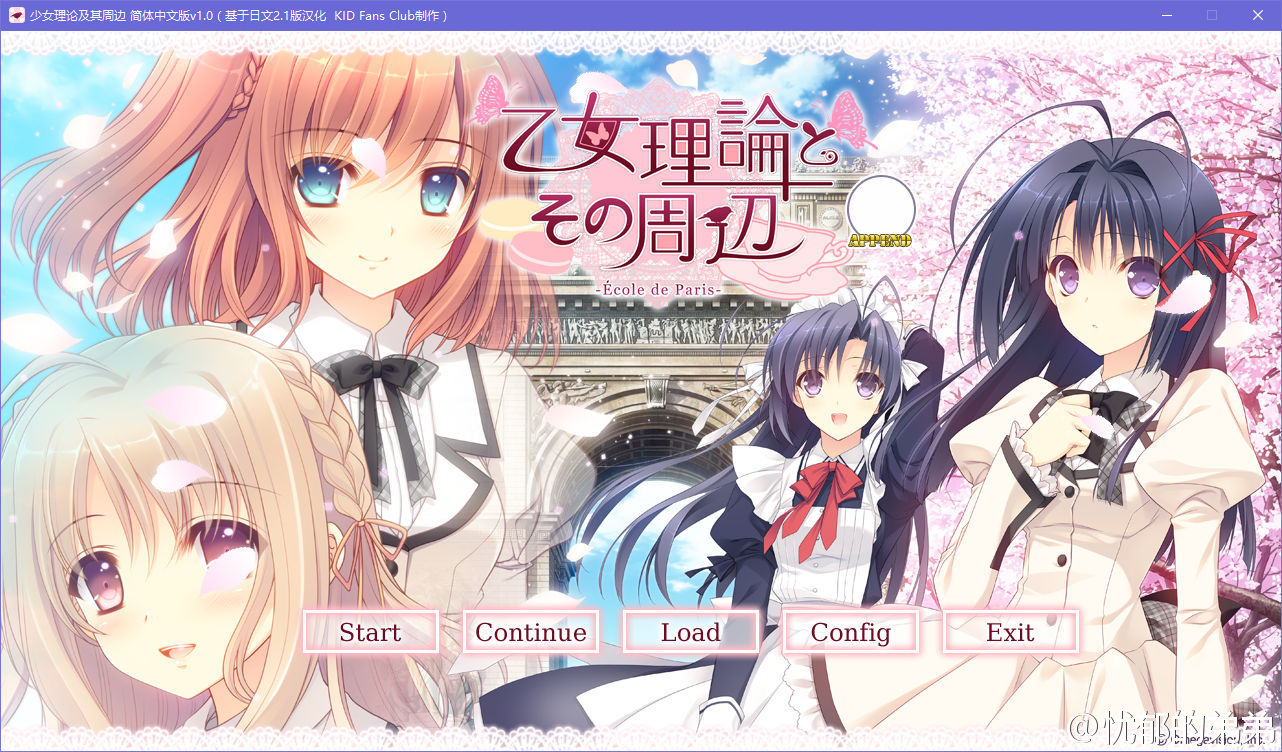 少女理论及其周边 简体中文版v1.0 ( 基于日文2.1版汉化 KID Fans Club制作 )
乙女理論と
その周辺
APPEND
-École de Paris-
Start
Continue
Load
Config
Exit
@忧郁的弟弟